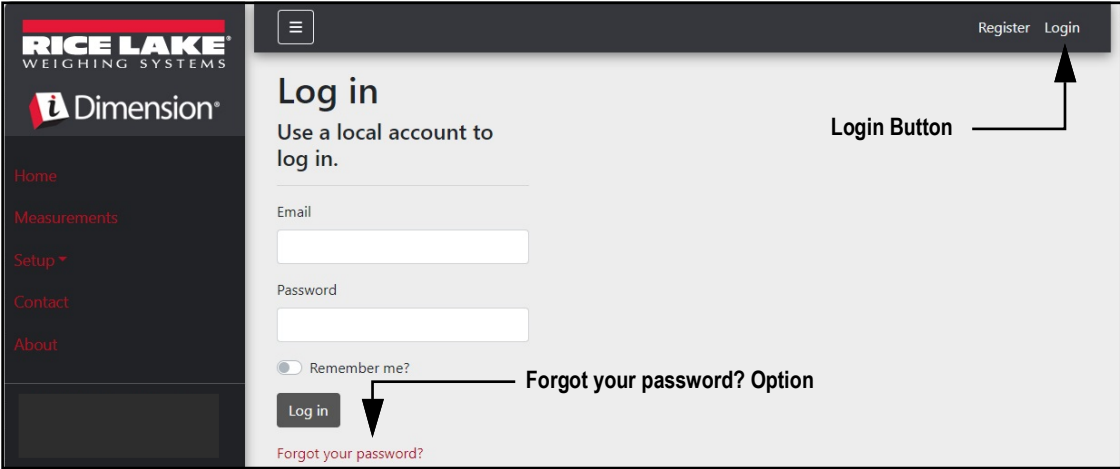 RICE LAKE®
WEIGHING SYSTEMS
i Dimension®
Home
Measurements
Setup
Contact
About
☰
Register Login
Log in
Use a local account to
log in.
Email
Password
Remember me?
Log in
Forgot your password?
Login Button
Forgot your password? Option